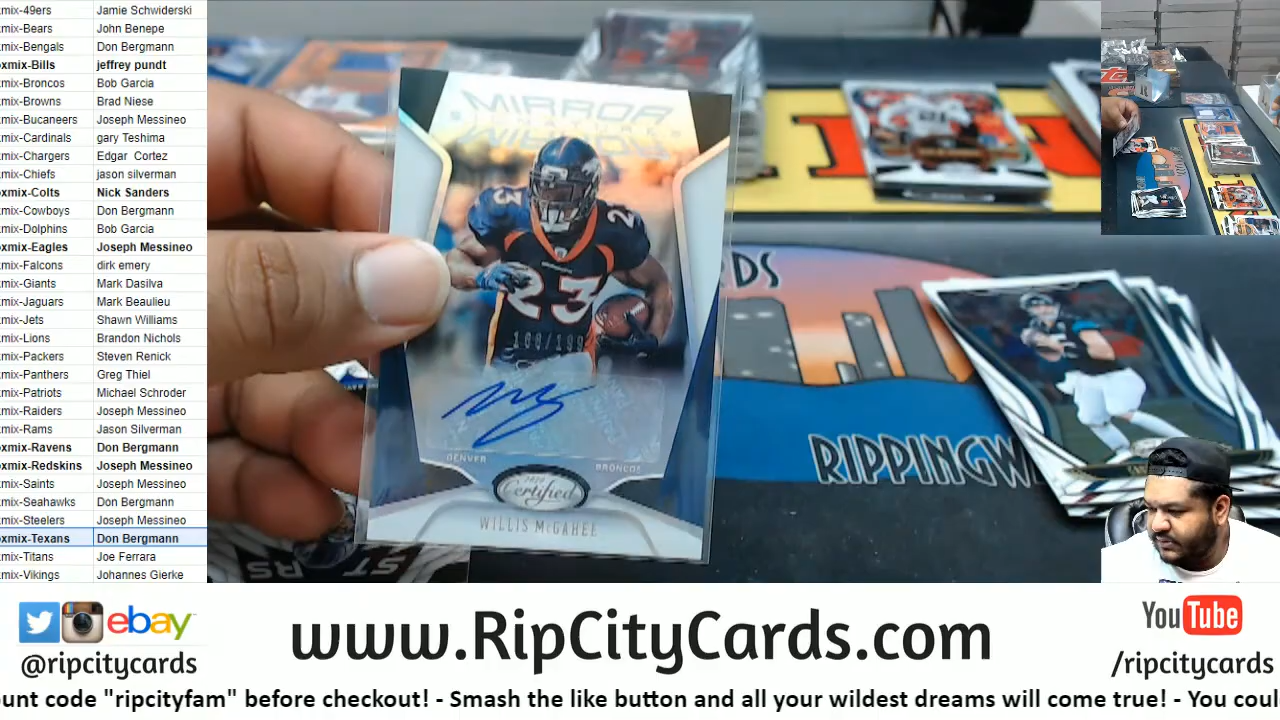 mix-49ers Jamie Schwiderski
mix-Bears John Benepe
mix-Bengals Don Bergmann
xmix-Bills jeffrey pundt
mix-Broncos Bob Garcia
mix-Browns Brad Niese
mix-Bucaneers Joseph Messineo
mix-Cardinals gary Teshima
mix-Chargers Edgar Cortez
mix-Chiefs jason silverman
xmix-Colts Nick Sanders
mix-Cowboys Don Bergmann
mix-Dolphins Bob Garcia
xmix-Eagles Joseph Messineo
mix-Falcons dirk emery
mix-Giants Mark Dasilva
mix-Jaguars Mark Beaulieu
mix-Jets Shawn Williams
mix-Lions Brandon Nichols
mix-Packers Steven Renick
mix-Panthers Greg Thiel
mix-Patriots Michael Schroder
mix-Raiders Joseph Messineo
mix-Rams Jason Silverman
xmix-Ravens Don Bergmann
xmix-Redskins Joseph Messineo
mix-Saints Joseph Messineo
mix-Seahawks Don Bergmann
mix-Steelers Joseph Messineo
xmix-Texans Don Bergmann
mix-Titans Joe Ferrara
mix-Vikings Johannes Gierke
MIRROR
SIGNATURES
23
23
DENVER BRONCOS
2020
Certified
WILLIS McGAHEE
RDS
RIPPINGW
ebay
@ripcitycards
www.RipCityCards.com
YouTube
/ripcitycards
unt code "ripcityfam" before checkout! - Smash the like button and all your wildest dreams will come true! - You coul